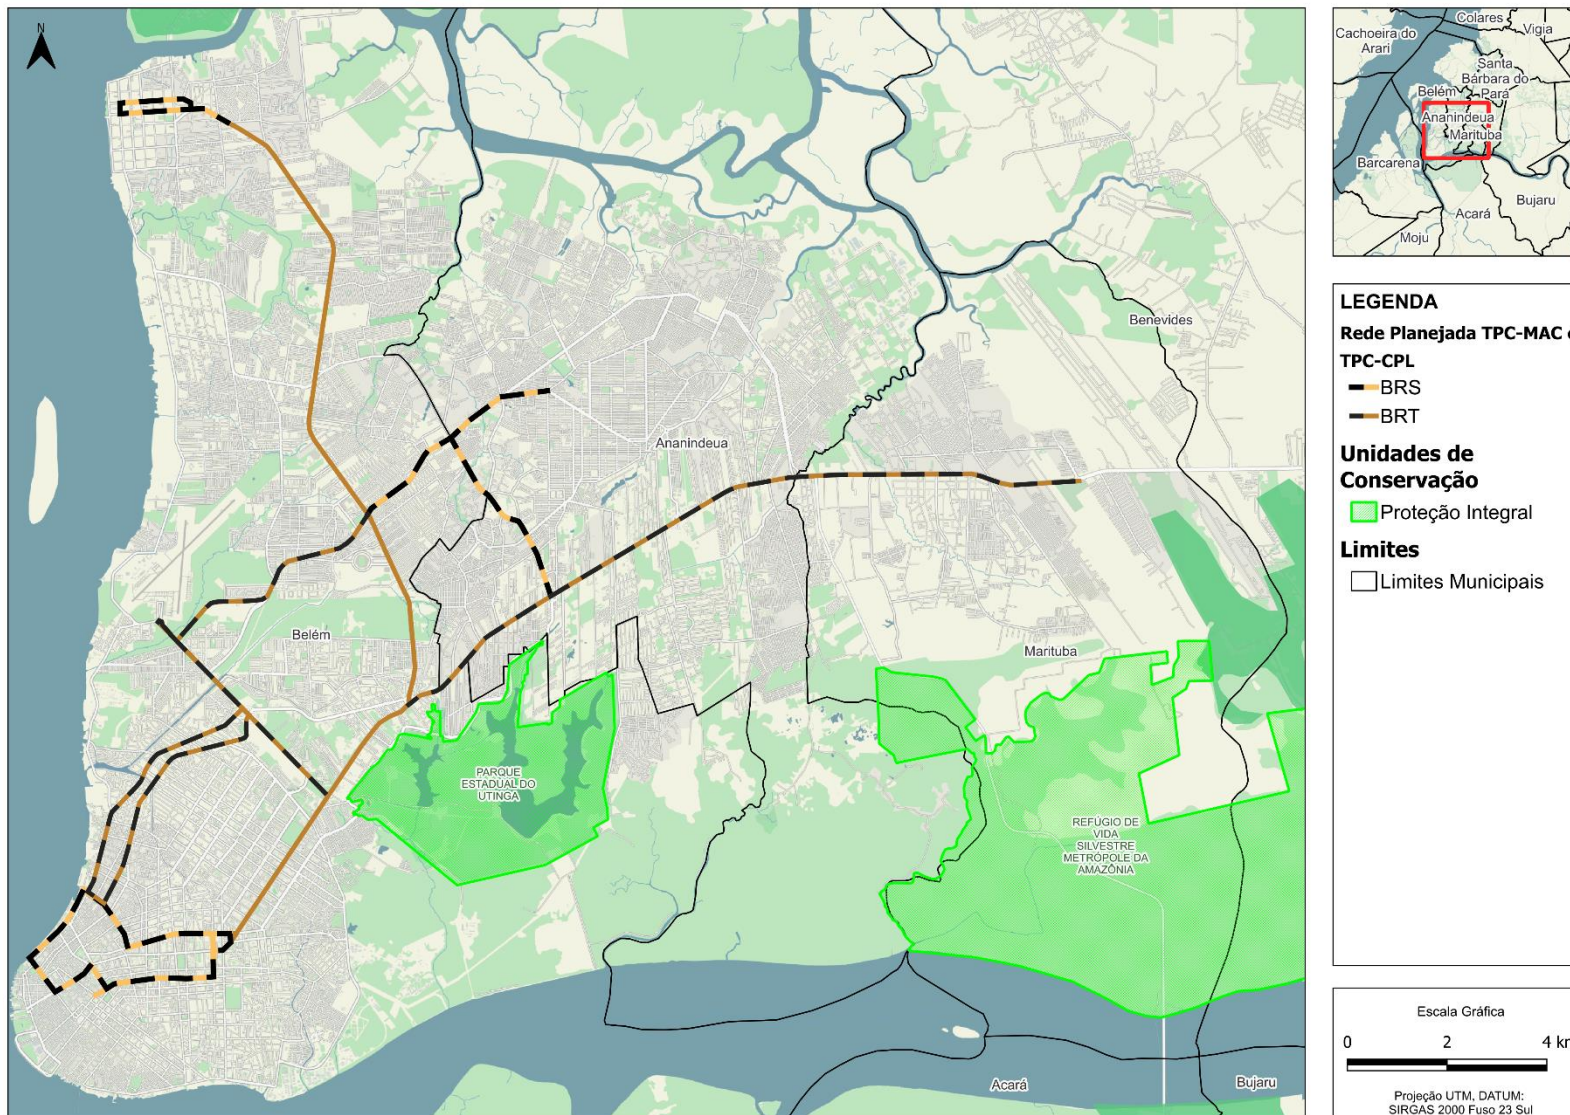 N
Benevides
Ananindeua
Belém
Marituba
PARQUE
ESTADUAL DO
UTINGA
REFÚGIO DE
VIDA
SILVESTRE
METRÓPOLE DA
AMAZÔNIA
Acará
Bujaru
Colares
Vigia
Cachoeira do
Arari
Santa
Bárbara do
Pará
Belém
Ananindeua
Marituba
Barcarena
Bujaru
Acará
Moju
LEGENDA
Rede Planejada TPC-MAC
TPC-CPL
BRS
BRT
Unidades de
Conservação
Proteção Integral
Limites
Limites Municipais
Escala Gráfica
0 2 4 km
Projeção UTM, DATUM:
SIRGAS 2000 Fuso 23 Sul